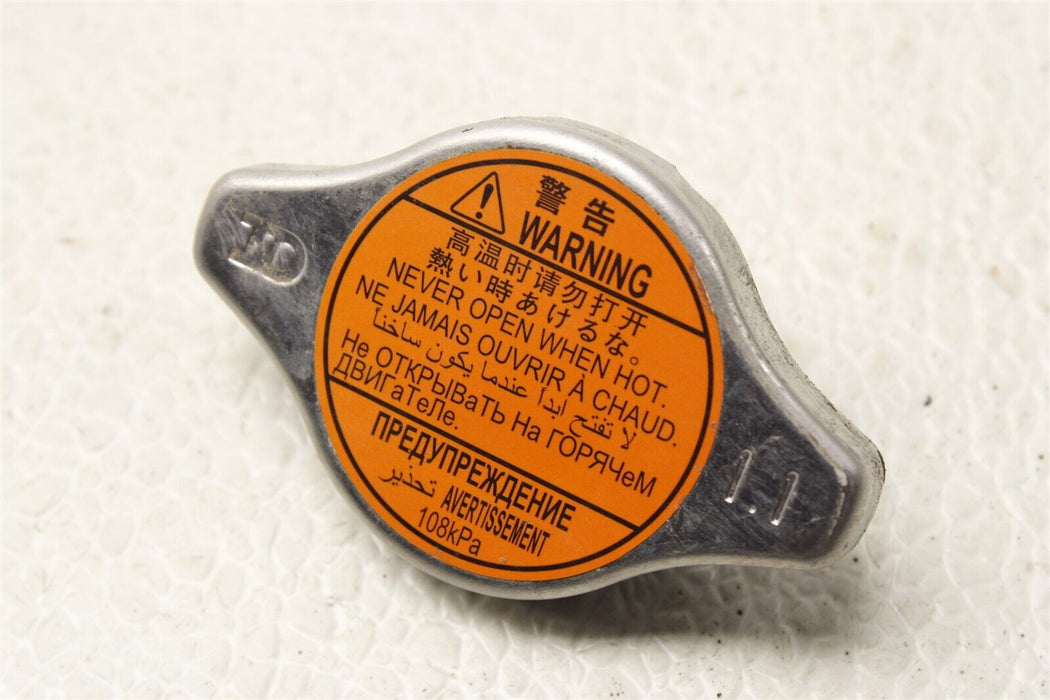 警告
WARNING
高温时请勿打开
熱い時あけるな。
NEVER OPEN WHEN HOT.
NE JAMAIS OUVRIR À CHAUD.
لا تفتح أبداً عندما يكون ساخناً
Не ОТКРЫВаТЬ На ГОРЯЧеМ
ДВИГаТеЛе.
ПРЕДУПРЕЖДЕНИЕ
تحذير AVERTISSEMENT
108kPa
1.1